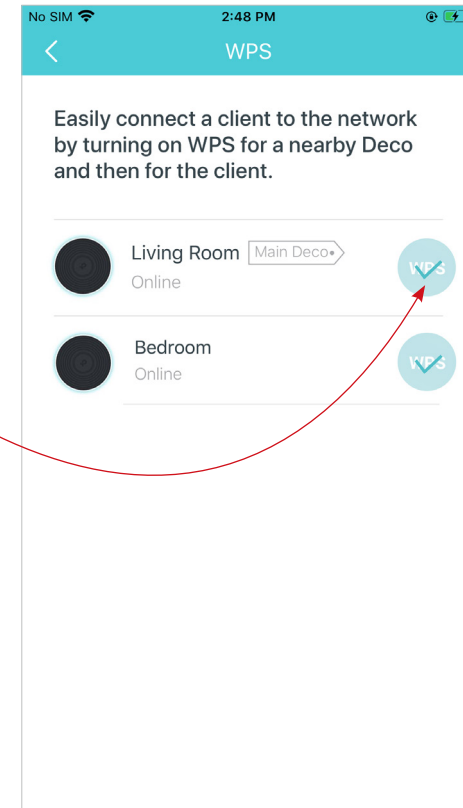 No SIM 2:48 PM
WPS
Easily connect a client to the network
by turning on WPS for a nearby Deco
and then for the client.
Living Room Main Deco
Online
WPS
Bedroom
Online
WPS